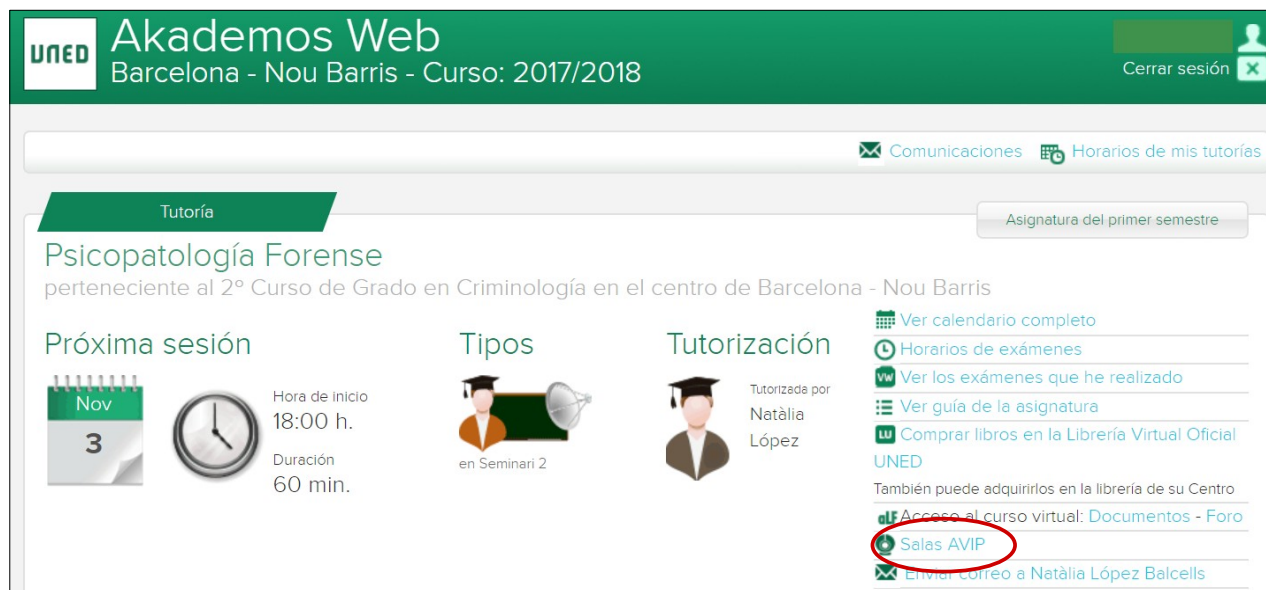 UNED
Akademos Web
Barcelona - Nou Barris - Curso: 2017/2018
Cerrar sesión
Comunicaciones
Horarios de mis tutorías
Tutoría
Asignatura del primer semestre
Psicopatología Forense
perteneciente al 2º Curso de Grado en Criminología en el centro de Barcelona - Nou Barris
Próxima sesión
Nov
3
Hora de inicio
18:00 h.
Duración
60 min.
Tipos
en Seminari 2
Tutorización
Tutorizada por
Natàlia
López
Ver calendario completo
Horarios de exámenes
VW Ver los exámenes que he realizado
Ver guía de la asignatura
LU Comprar libros en la Librería Virtual Oficial
UNED
También puede adquirirlos en la librería de su Centro
aLF Acceso al curso virtual: Documentos - Foro
Salas AVIP
Enviar correo a Natàlia López Balcells